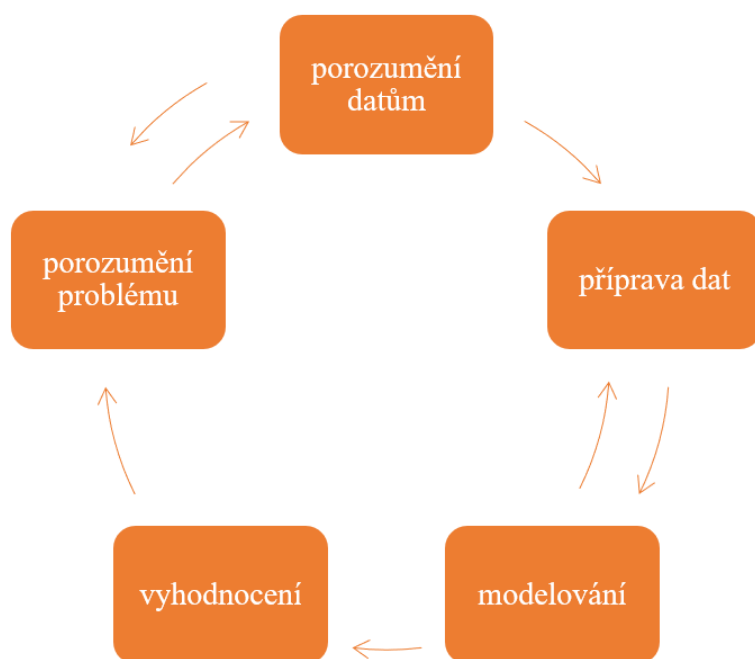 porozumění
datům
porozumění
problému
příprava dat
vyhodnocení
modelování